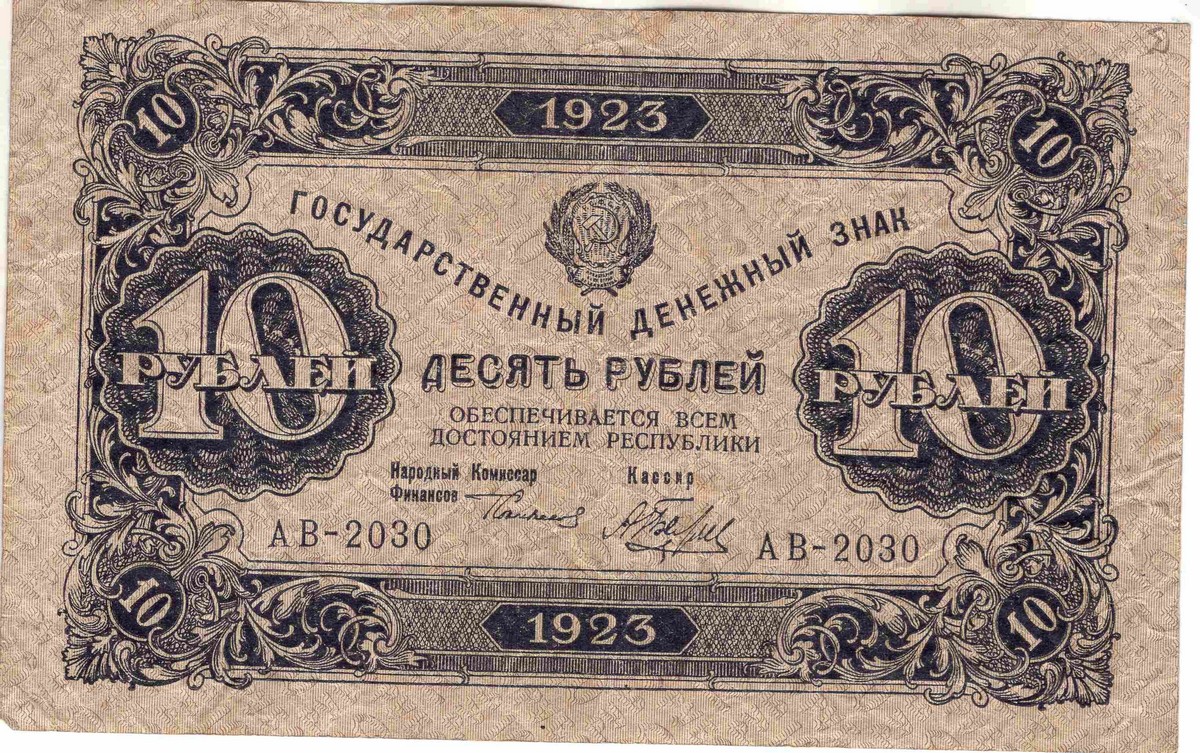 10 1923 10
ГОСУДАРСТВЕННЫЙ ДЕНЕЖНЫЙ ЗНАК
10 РУБЛЕЙ
ДЕСЯТЬ РУБЛЕЙ
10 РУБЛЕЙ
ОБЕСПЕЧИВАЕТСЯ ВСЕМ
ДОСТОЯНИЕМ РЕСПУБЛИКИ
Народный Комиссар
Финансов
Кассир
АВ-2030
АВ-2030
10 1923 10